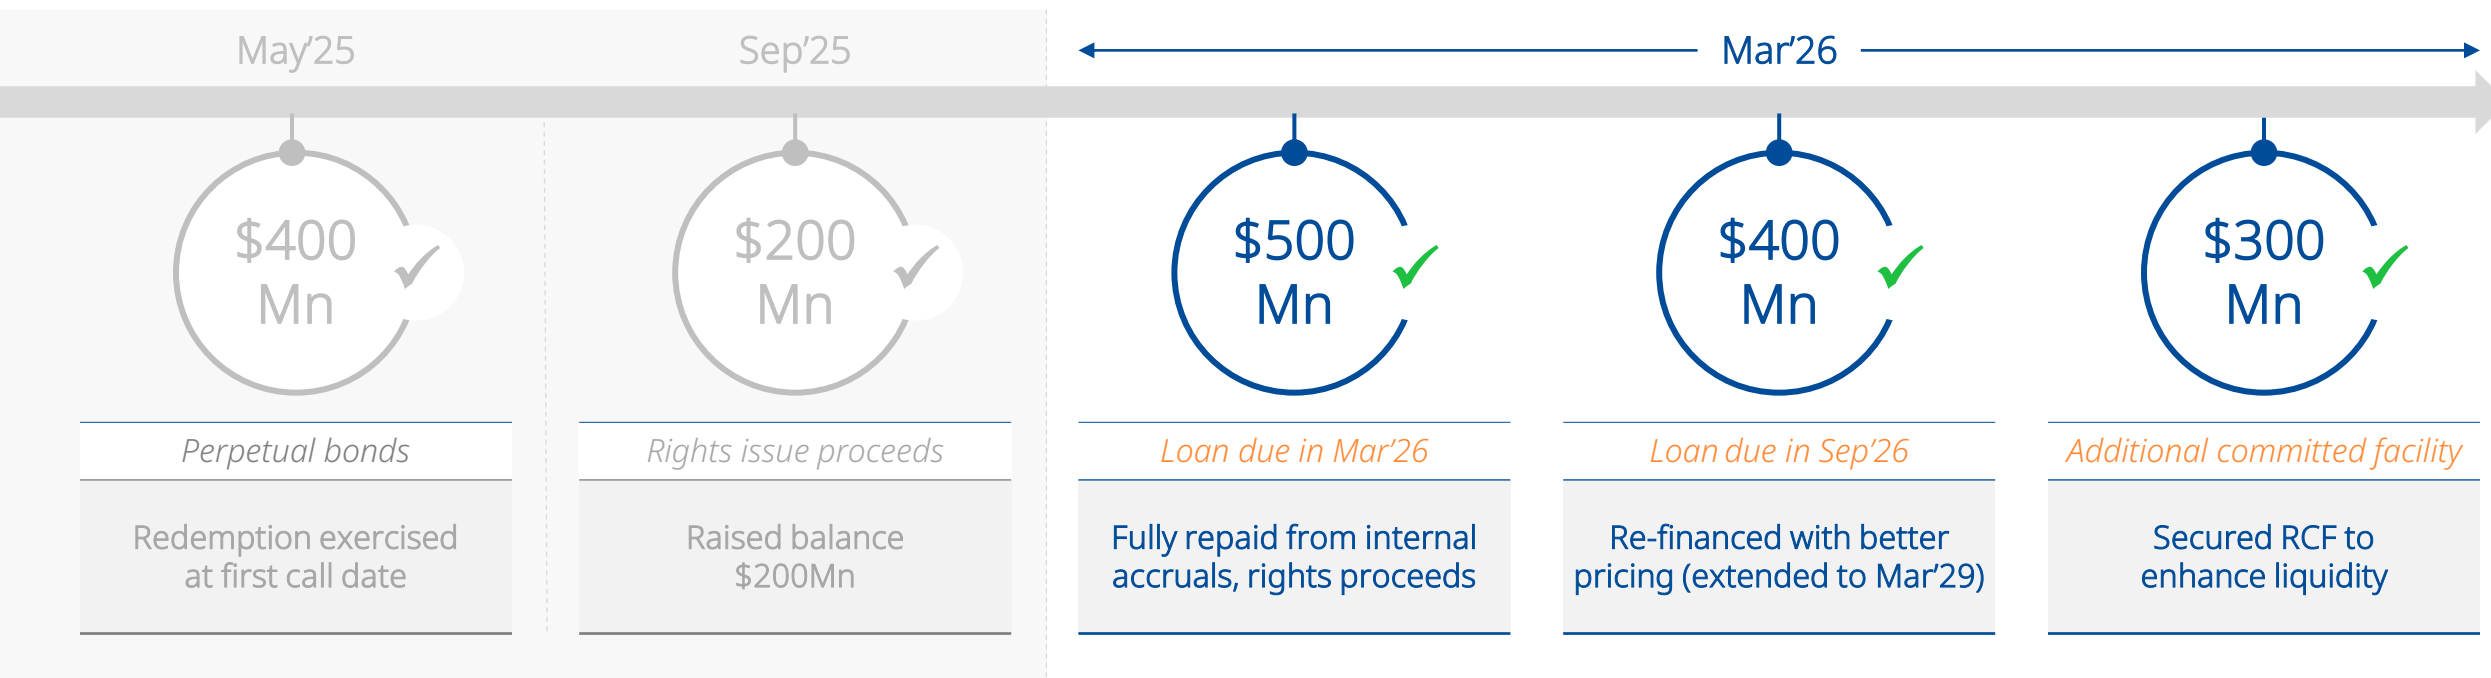 May’25
Sep’25
Mar’26
$400
Mn
$200
Mn
$500
Mn
$400
Mn
$300
Mn
Perpetual bonds
Rights issue proceeds
Loan due in Mar’26
Loan due in Sep’26
Additional committed facility
Redemption exercised
at first call date
Raised balance
$200Mn
Fully repaid from internal
accruals, rights proceeds
Re-financed with better
pricing (extended to Mar’29)
Secured RCF to
enhance liquidity